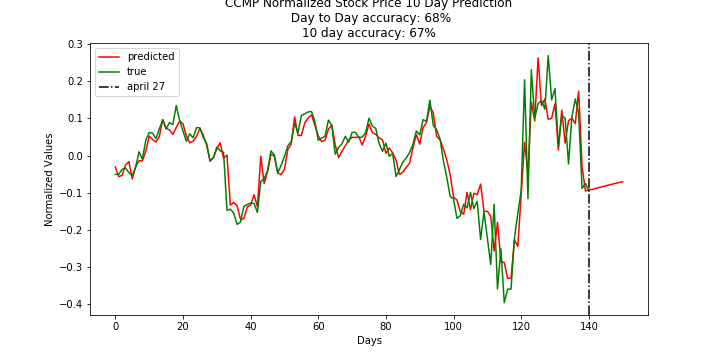 CCMP Normalized Stock Price 10 Day Prediction
Day to Day accuracy: 68%
10 day accuracy: 67%
predicted
true
april 27
Normalized Values
0.3
0.2
0.1
0.0
−0.1
−0.2
−0.3
−0.4
0 20 40 60 80 100 120 140
Days